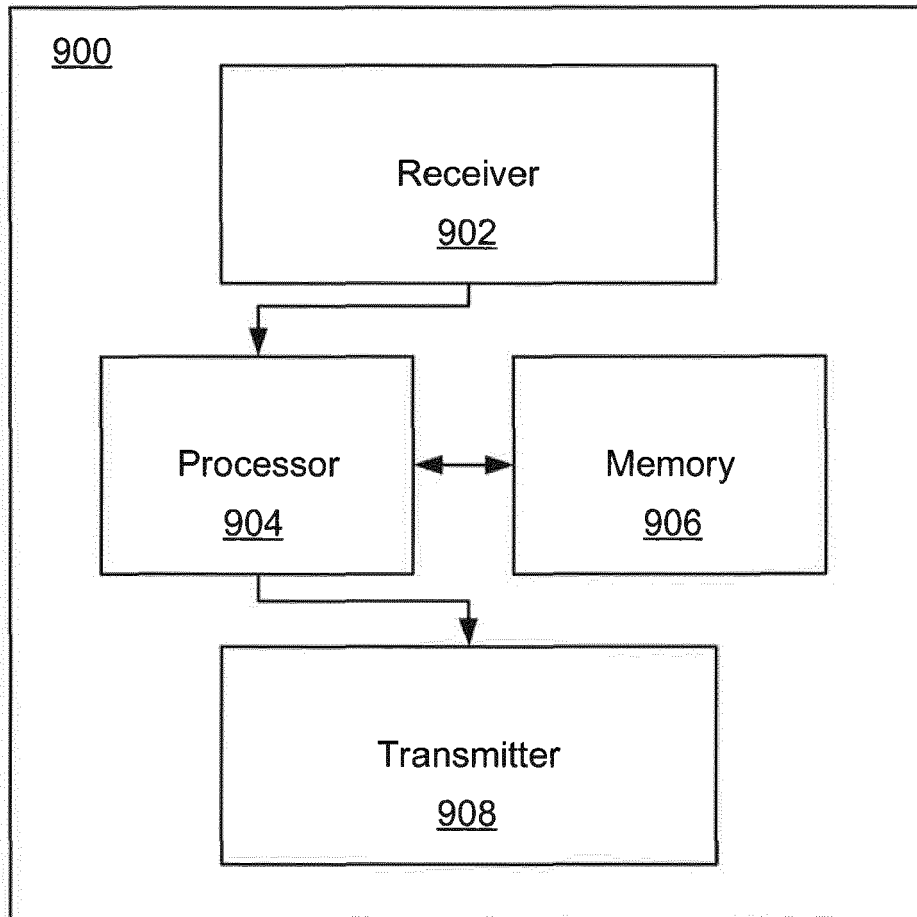 900
Receiver
902
Processor
904
Memory
906
Transmitter
908